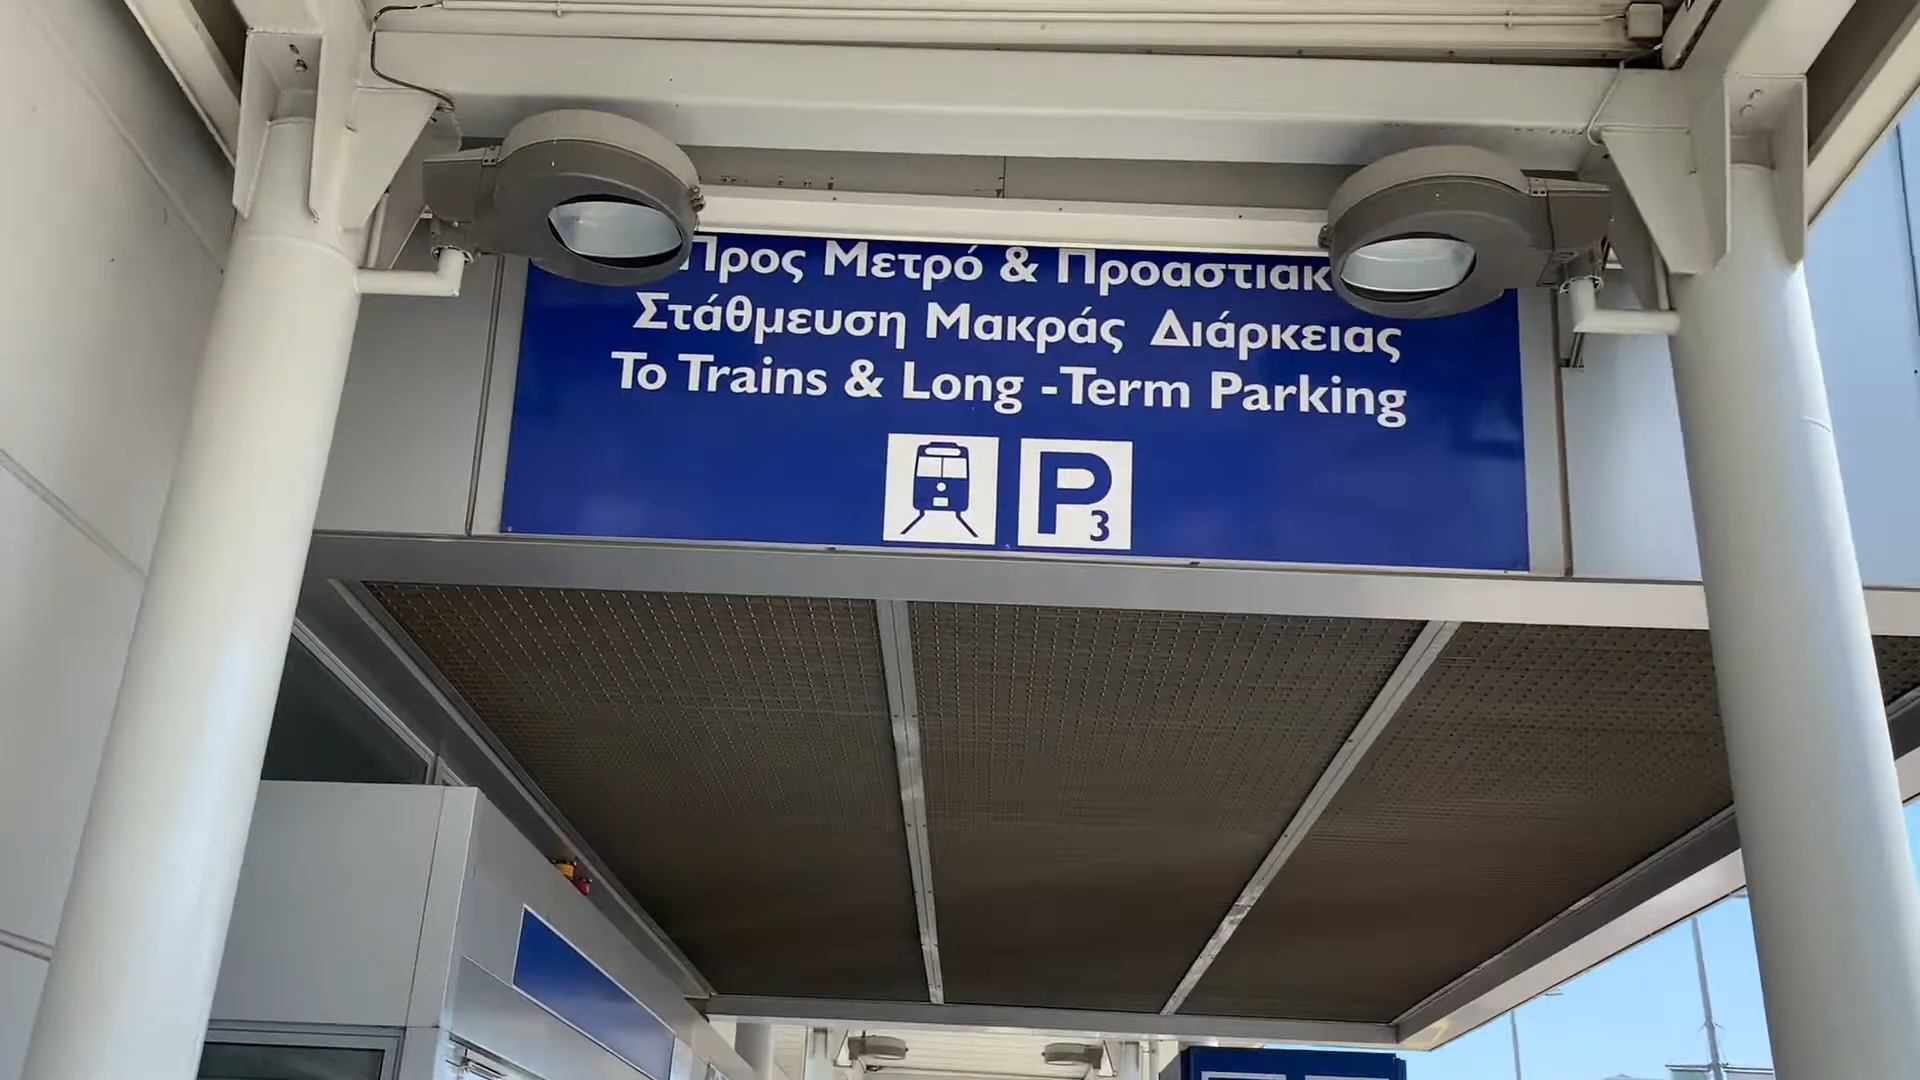 Προς Μετρό & Προαστιακ
Στάθμευση Μακράς Διάρκειας
To Trains & Long -Term Parking
P3